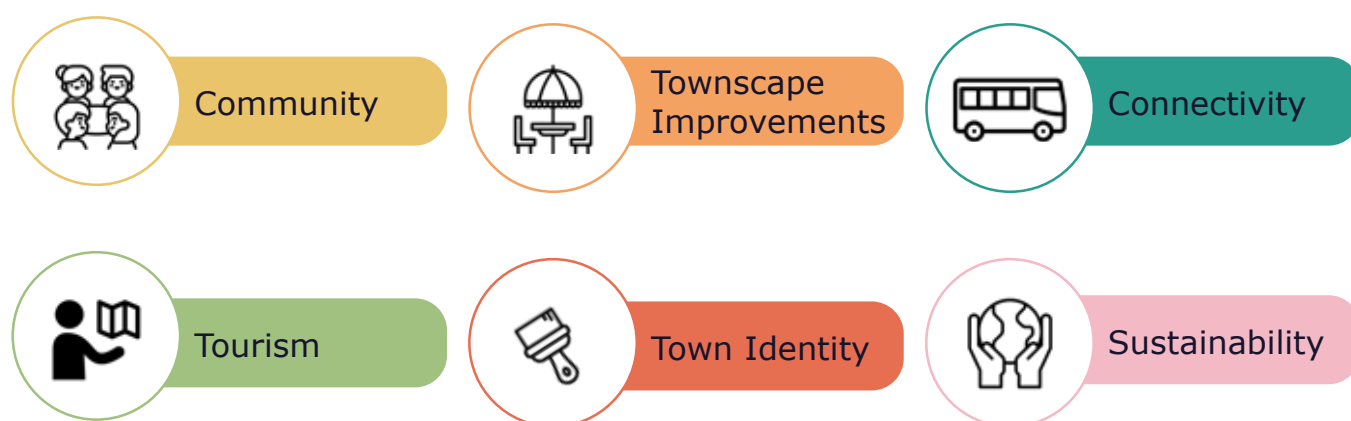 Community
Townscape
Improvements
Connectivity
Tourism
Town Identity
Sustainability